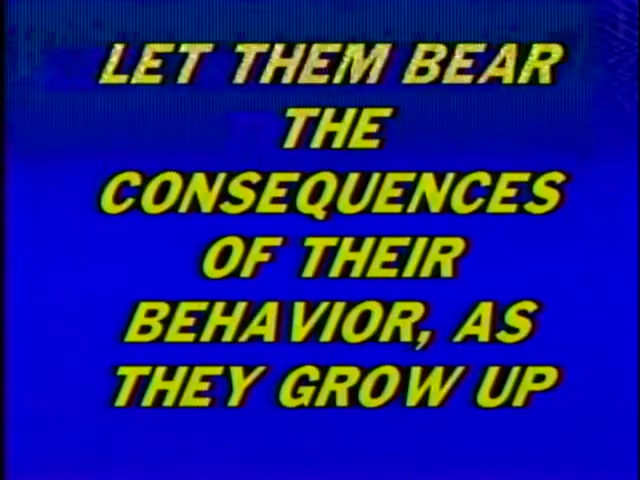 LET THEM BEAR
THE
CONSEQUENCES
OF THEIR
BEHAVIOR, AS
THEY GROW UP